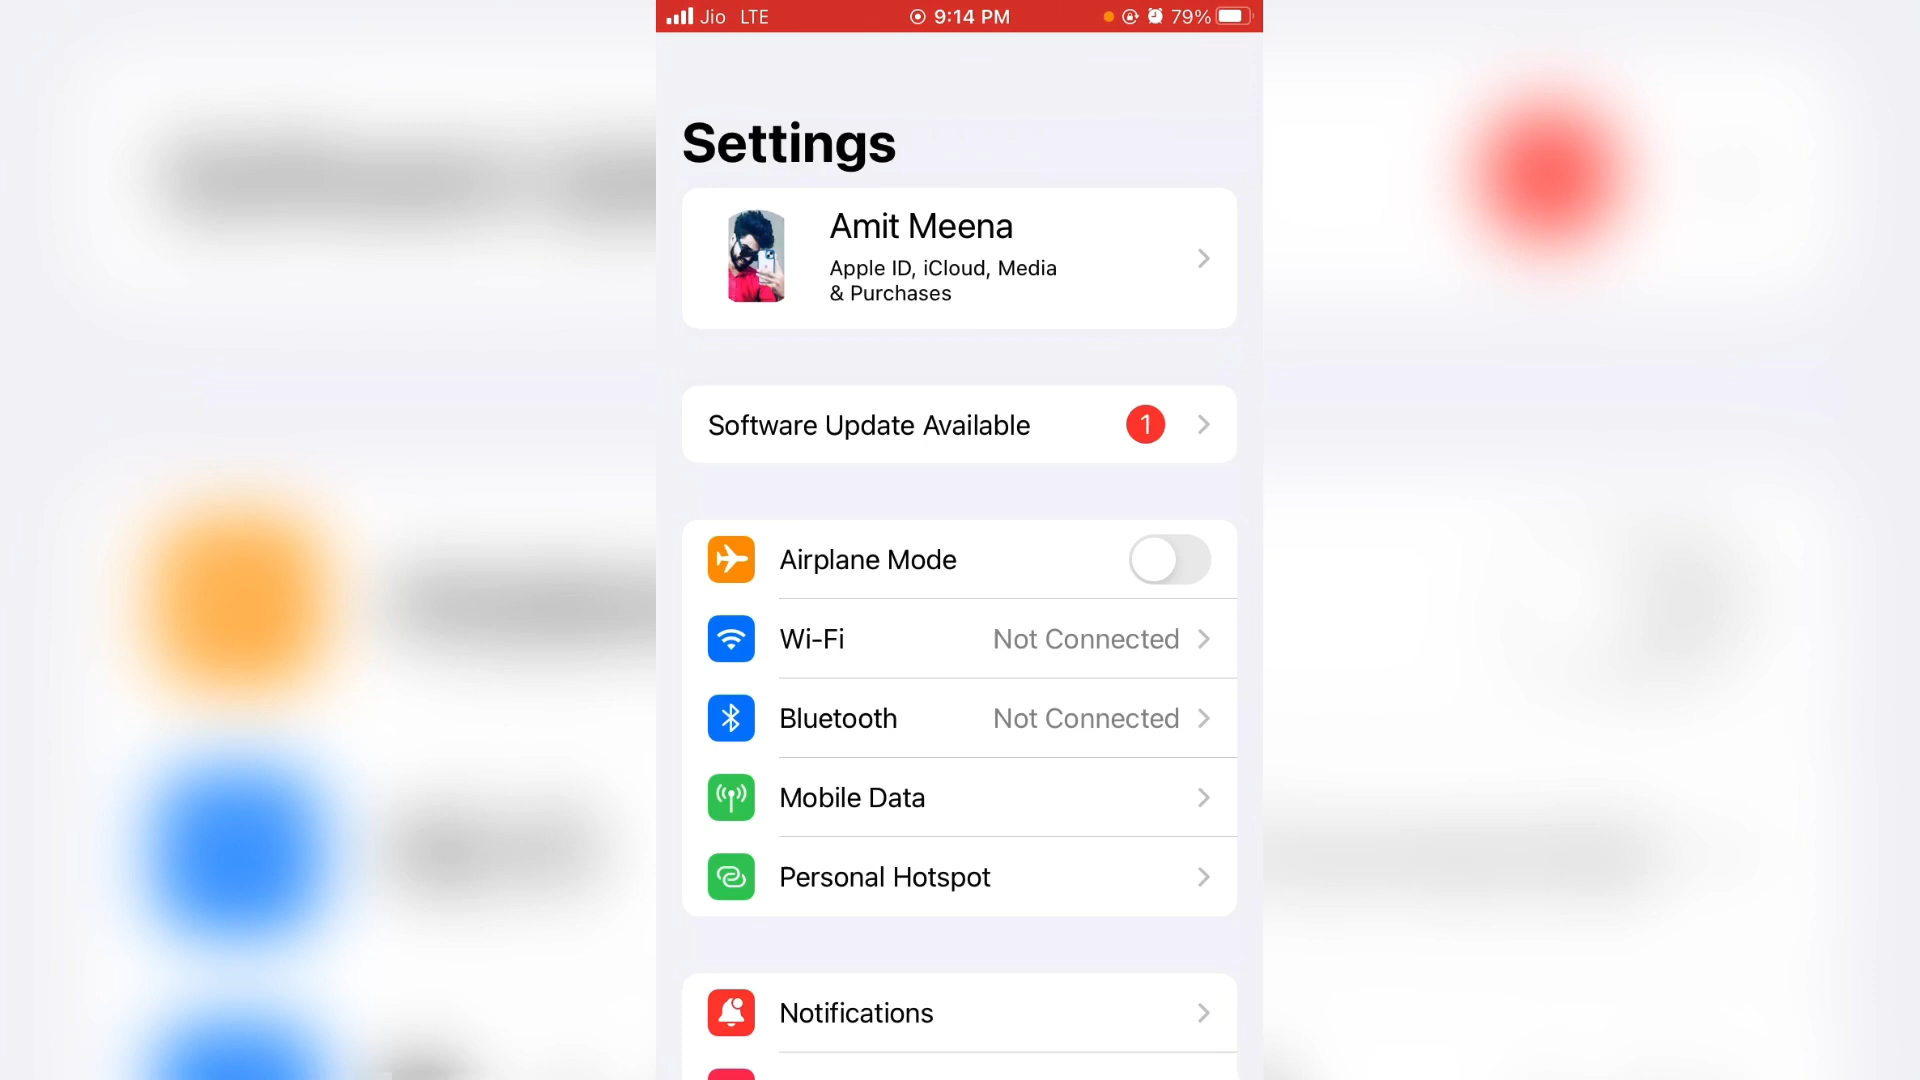 Jio LTE 9:14 PM 79%
Settings
Amit Meena
Apple ID, iCloud, Media
& Purchases
Software Update Available 1
Airplane Mode
Wi-Fi Not Connected
Bluetooth Not Connected
Mobile Data
Personal Hotspot
Notifications